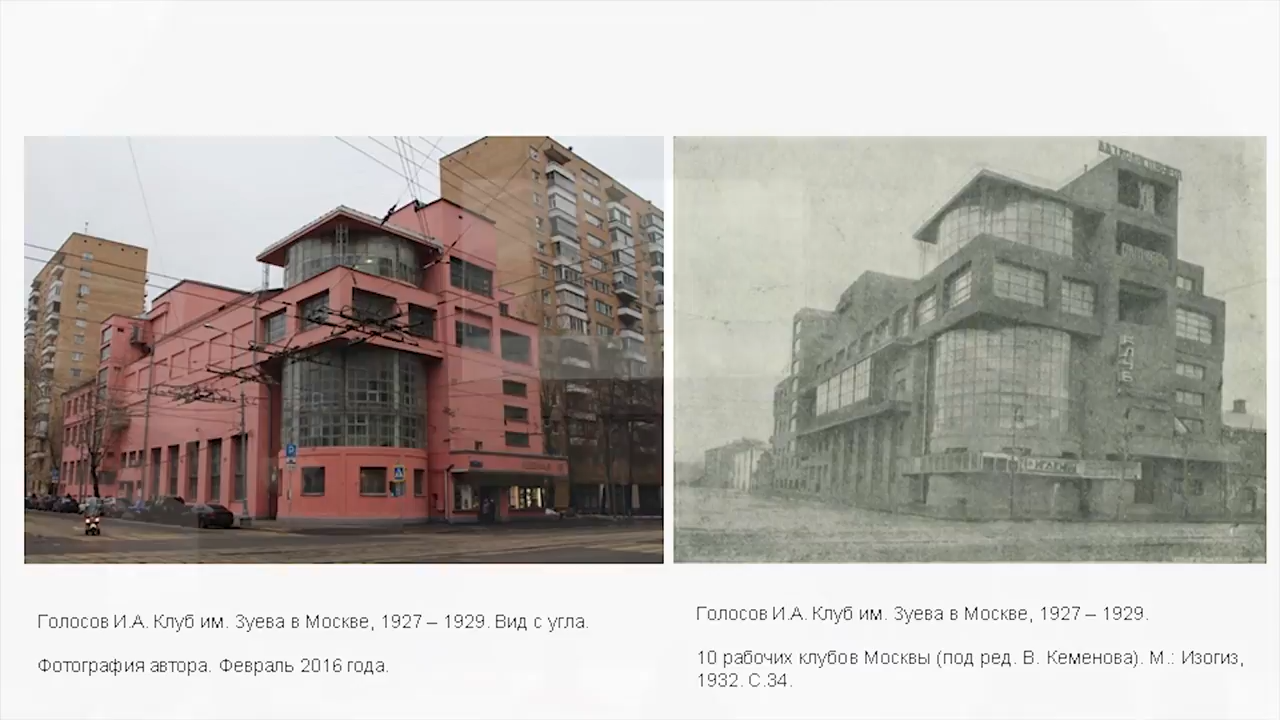 КЛУБ
Голосов И.А. Клуб им. Зуева в Москве, 1927 – 1929. Вид с угла.
Фотография автора. Февраль 2016 года.
Голосов И.А. Клуб им. Зуева в Москве, 1927 – 1929.
10 рабочих клубов Москвы (под ред. В. Кеменова). М.: Изогиз,
1932. С.34.